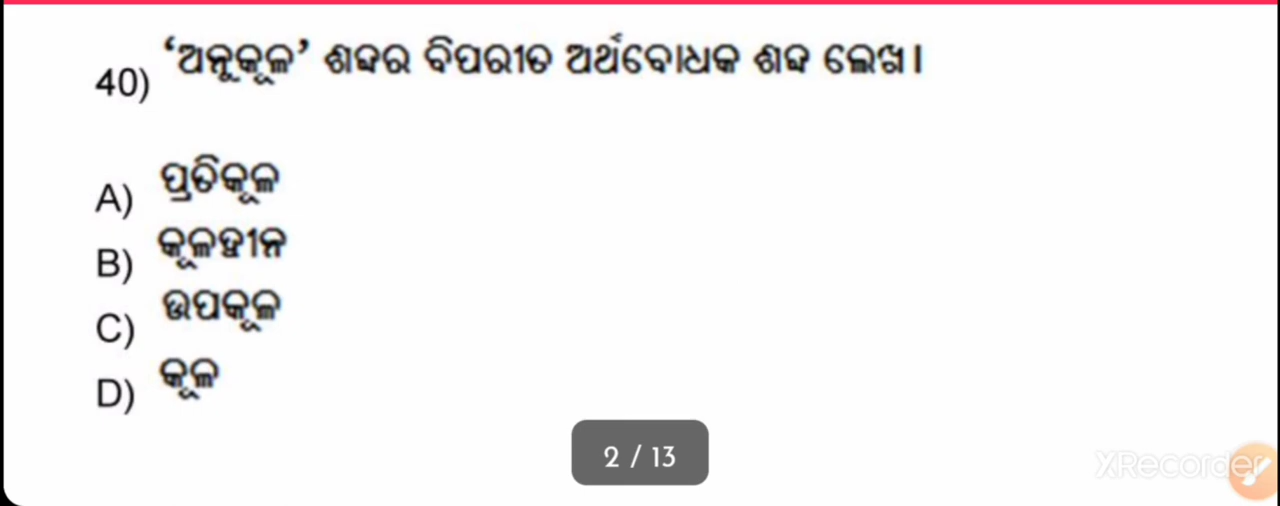 40) ‘ଅନୁକୂଳ’ ଶବ୍ଦର ବିପରୀତ ଅର୍ଥବୋଧକ ଶବ୍ଦ ଲେଖ।
A) ପ୍ରତିକୂଳ
B) କୂଳହୀନ
C) ଉପକୂଳ
D) କୂଳ
2 / 13
XRecorder